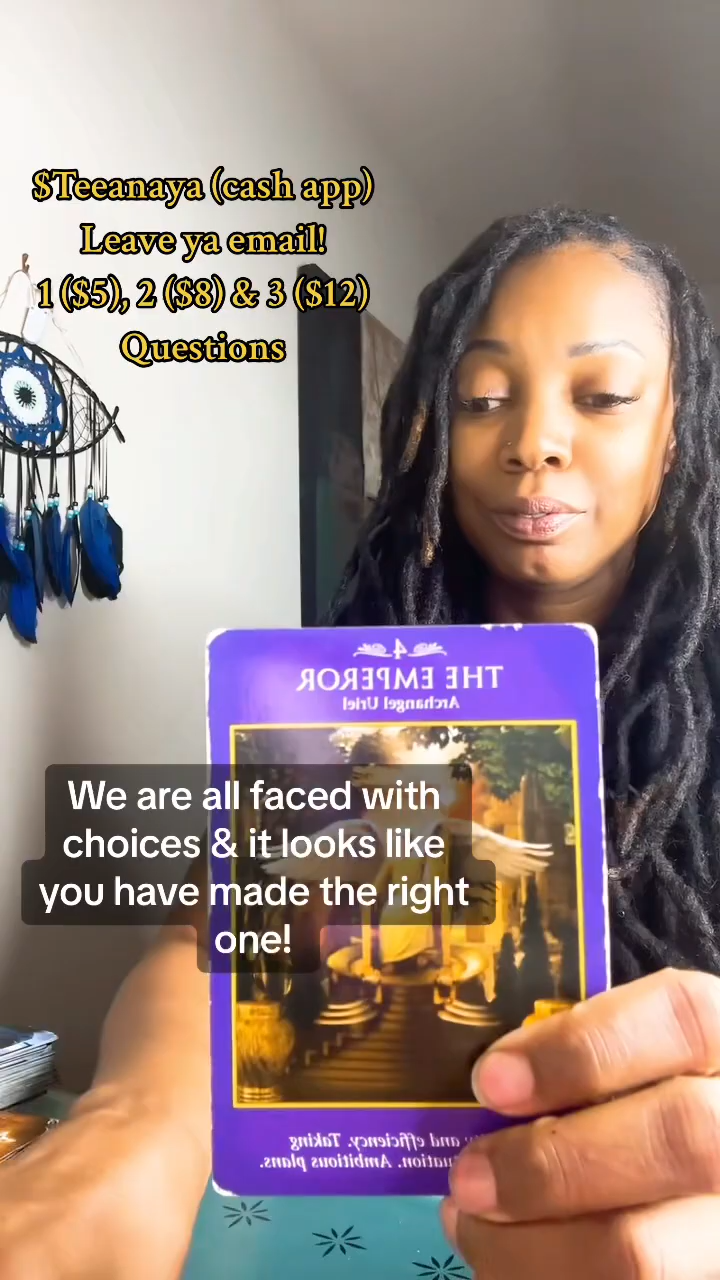 $Teeanaya (cash app)
Leave ya email!
1 ($5), 2 ($8) & 3 ($12)
Questions
4
THE EMPEROR
Archangel Uriel
We are all faced with
choices & it looks like
you have made the right
one!
and efficiency. Taking
Ambitious plans.